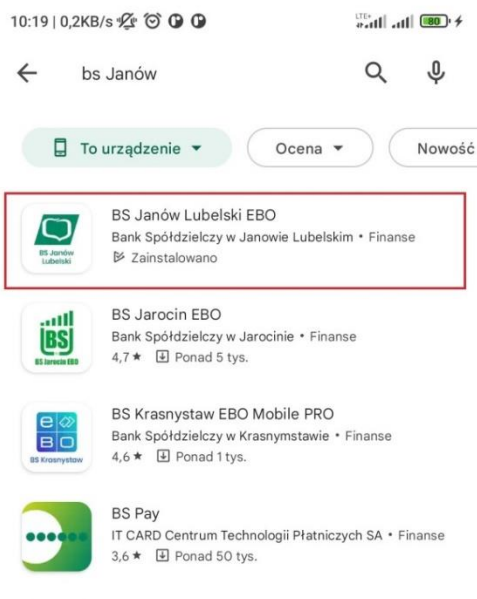 10:19 | 0,2KB/s
LTE+
80
bs Janów
To urządzenie
Ocena
Nowość
BS Janów Lubelski EBO
Bank Spółdzielczy w Janowie Lubelskim • Finanse
Zainstalowano
BS Janów
Lubelski
BS Jarocin EBO
Bank Spółdzielczy w Jarocinie • Finanse
4,7 ★ Ponad 5 tys.
BS
BS Jarocin EBO
BS Krasnystaw EBO Mobile PRO
Bank Spółdzielczy w Krasnymstawie • Finanse
4,6 ★ Ponad 1 tys.
e
BO
BS Krasnystaw
BS Pay
IT CARD Centrum Technologii Płatniczych SA • Finanse
3,6 ★ Ponad 50 tys.